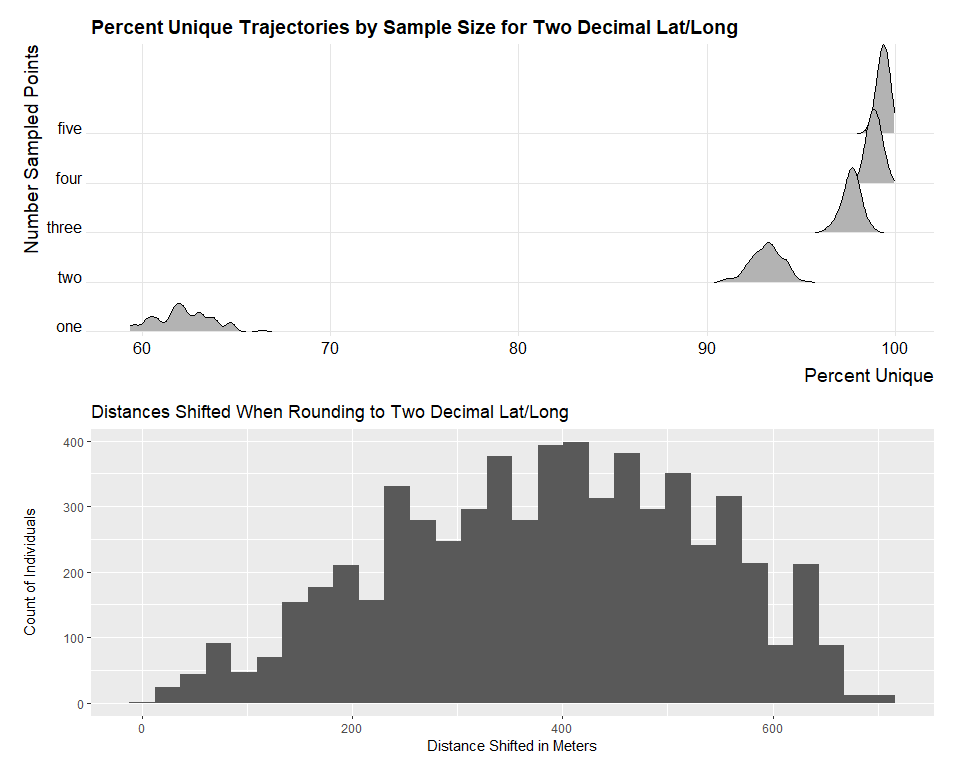 Percent Unique Trajectories by Sample Size for Two Decimal Lat/Long
Number Sampled Points
five
four
three
two
one
60 70 80 90 100
Percent Unique
Distances Shifted When Rounding to Two Decimal Lat/Long
Count of Individuals
400
300
200
100
0
0 200 400 600
Distance Shifted in Meters